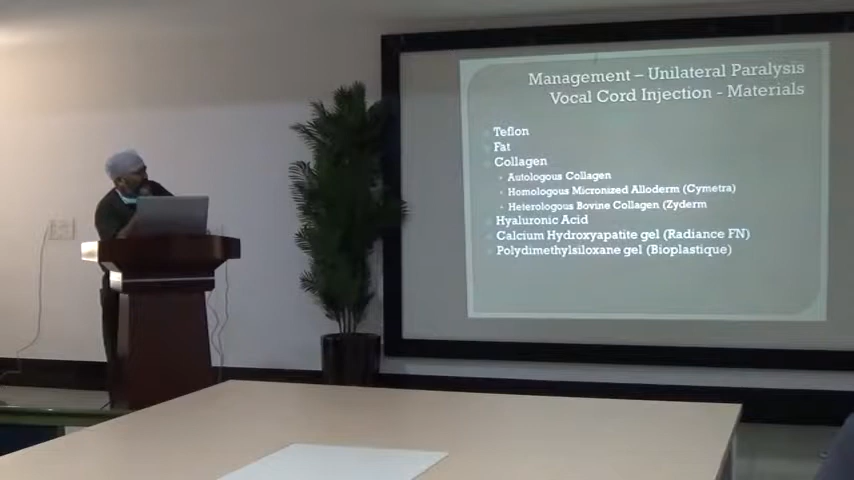 Management – Unilateral Paralysis
Vocal Cord Injection - Materials
Teflon
Fat
Collagen
Autologous Collagen
Homologous Micronized Alloderm (Cymetra)
Heterologous Bovine Collagen (Zyderm
Hyaluronic Acid
Calcium Hydroxyapatite gel (Radiance FN)
Polydimethylsiloxane gel (Bioplastique)